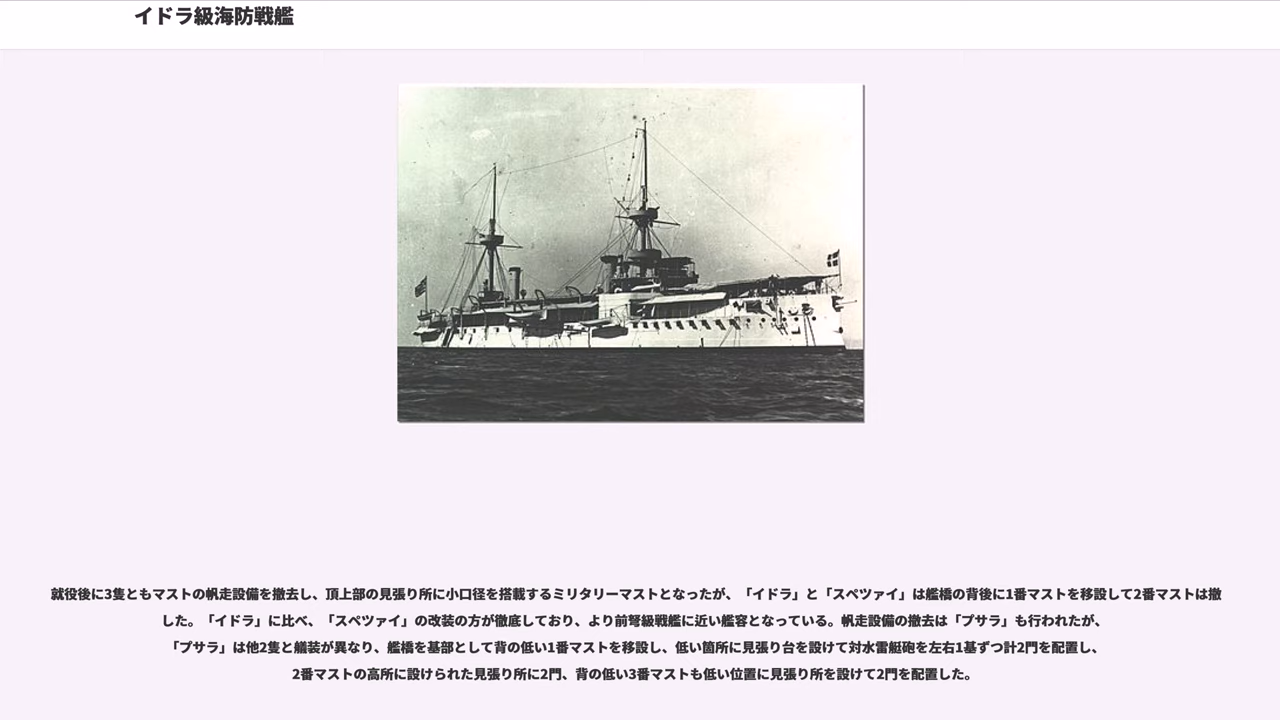 イドラ級海防戦艦
就役後に3隻ともマストの帆走設備を撤去し、頂上部の見張り所に小口径を搭載するミリタリーマストとなったが、「イドラ」と「スペツァイ」は艦橋の背後に1番マストを移設して2番マストは撤
した。「イドラ」に比べ、「スペツァイ」の改装の方が徹底しており、より前弩級戦艦に近い艦容となっている。帆走設備の撤去は「プサラ」も行われたが、
「プサラ」は他2隻と艤装が異なり、艦橋を基部として背の低い1番マストを移設し、低い箇所に見張り台を設けて対水雷艇砲を左右1基ずつ計2門を配置し、
2番マストの高所に設けられた見張り所に2門、背の低い3番マストも低い位置に見張り所を設けて2門を配置した。